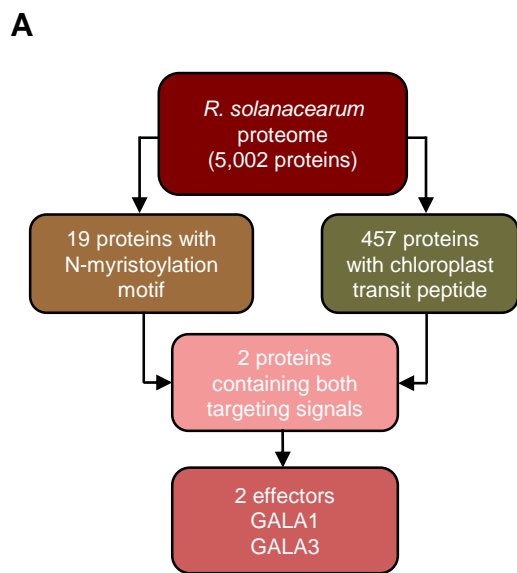 A
R. solanacearum
proteome
(5,002 proteins)
19 proteins with
N-myristoylation
motif
457 proteins
with chloroplast
transit peptide
2 proteins
containing both
targeting signals
2 effectors
GALA1
GALA3